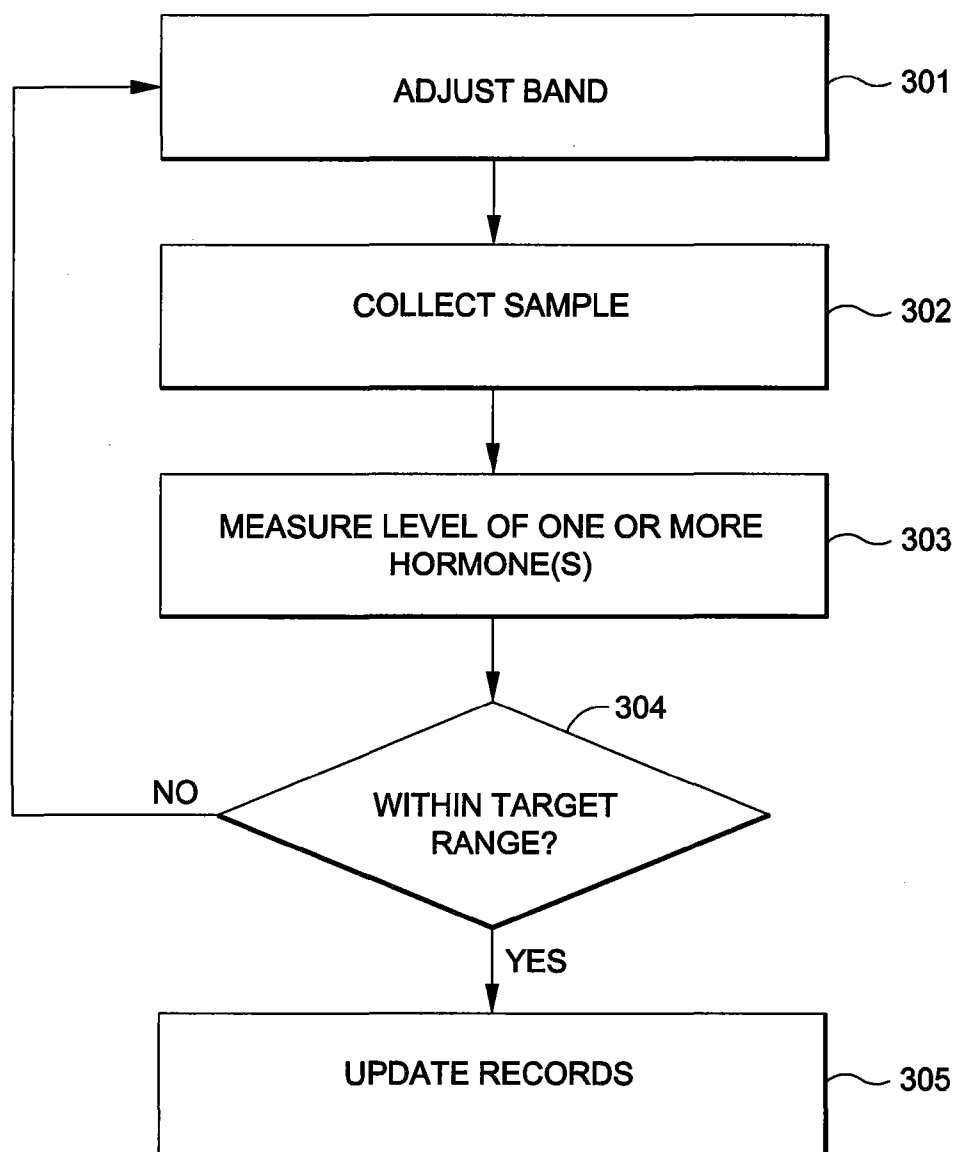 ADJUST BAND
301
COLLECT SAMPLE
302
MEASURE LEVEL OF ONE OR MORE
HORMONE(S)
303
304
NO
WITHIN TARGET
RANGE?
YES
UPDATE RECORDS
305